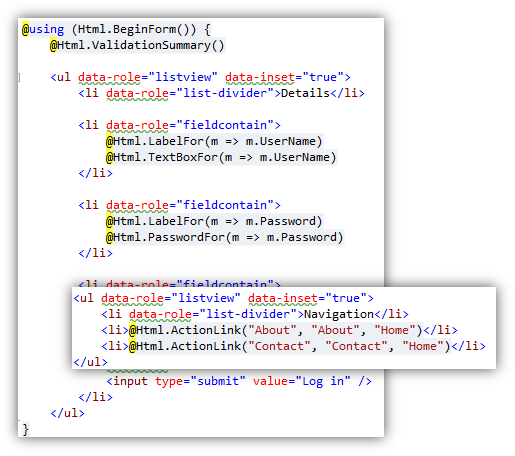 @using (Html.BeginForm()) {
    @Html.ValidationSummary()

    <ul data-role="listview" data-inset="true">
        <li data-role="list-divider">Details</li>

        <li data-role="fieldcontain">
            @Html.LabelFor(m => m.UserName)
            @Html.TextBoxFor(m => m.UserName)
        </li>

        <li data-role="fieldcontain">
            @Html.LabelFor(m => m.Password)
            @Html.PasswordFor(m => m.Password)
        </li>

        <li data-role="fieldcontain">
<ul data-role="listview" data-inset="true">
    <li data-role="list-divider">Navigation</li>
    <li>@Html.ActionLink("About", "About", "Home")</li>
    <li>@Html.ActionLink("Contact", "Contact", "Home")</li>
</ul>
            <input type="submit" value="Log in" />
        </li>
    </ul>
}